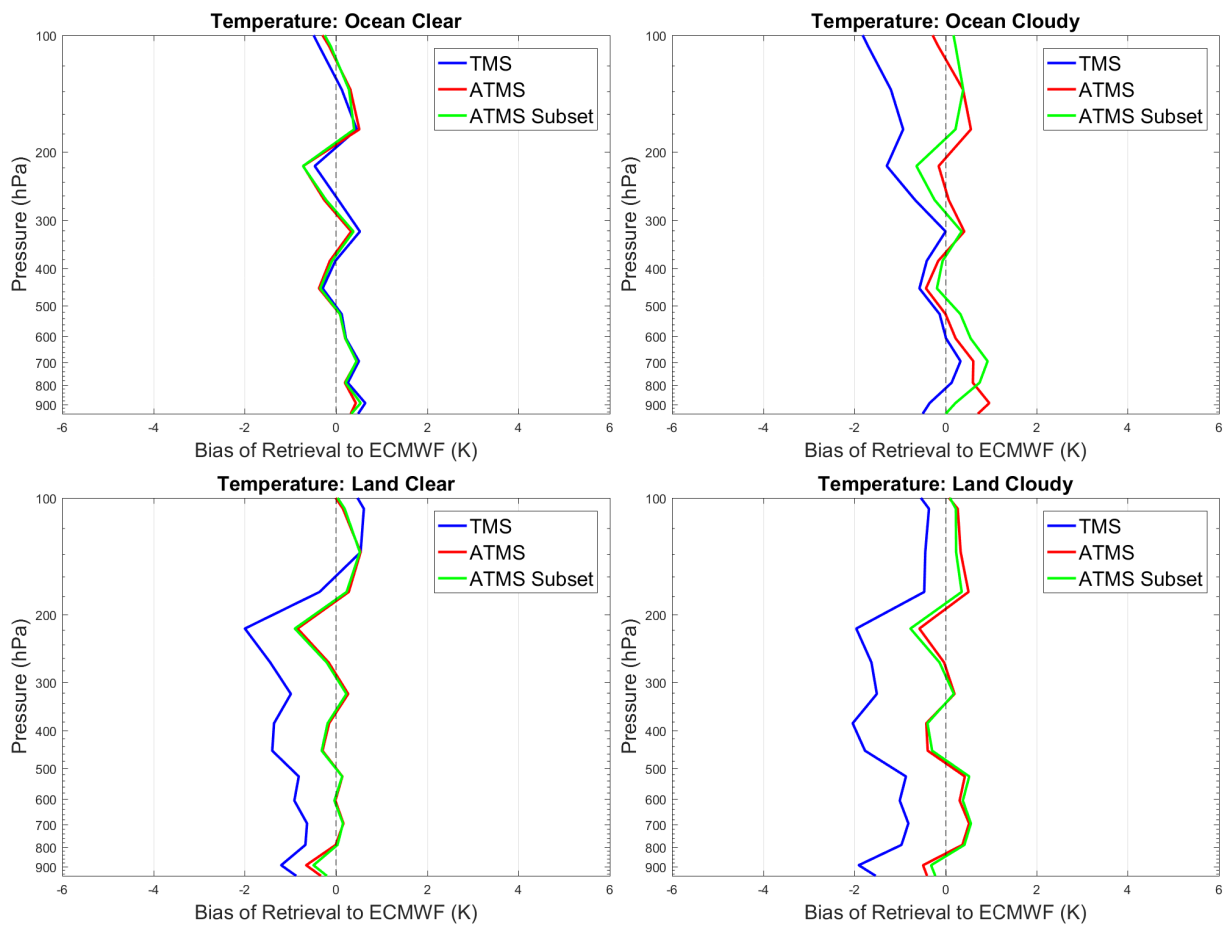 Temperature: Ocean Clear
100
200
300
400
500
600
700
800
900
Pressure (hPa)
TMS
ATMS
ATMS Subset
-6 -4 -2 0 2 4 6
Bias of Retrieval to ECMWF (K)
Temperature: Ocean Cloudy
100
200
300
400
500
600
700
800
900
Pressure (hPa)
TMS
ATMS
ATMS Subset
-6 -4 -2 0 2 4 6
Bias of Retrieval to ECMWF (K)
Temperature: Land Clear
100
200
300
400
500
600
700
800
900
Pressure (hPa)
TMS
ATMS
ATMS Subset
-6 -4 -2 0 2 4 6
Bias of Retrieval to ECMWF (K)
Temperature: Land Cloudy
100
200
300
400
500
600
700
800
900
Pressure (hPa)
TMS
ATMS
ATMS Subset
-6 -4 -2 0 2 4 6
Bias of Retrieval to ECMWF (K)